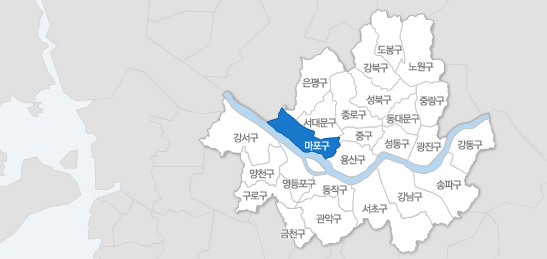 도봉구
강북구
노원구
은평구
성북구
중랑구
종로구
서대문구
동대문구
강서구
중구
마포구
성동구
광진구
강동구
용산구
양천구
영등포구
동작구
송파구
구로구
강남구
서초구
관악구
금천구